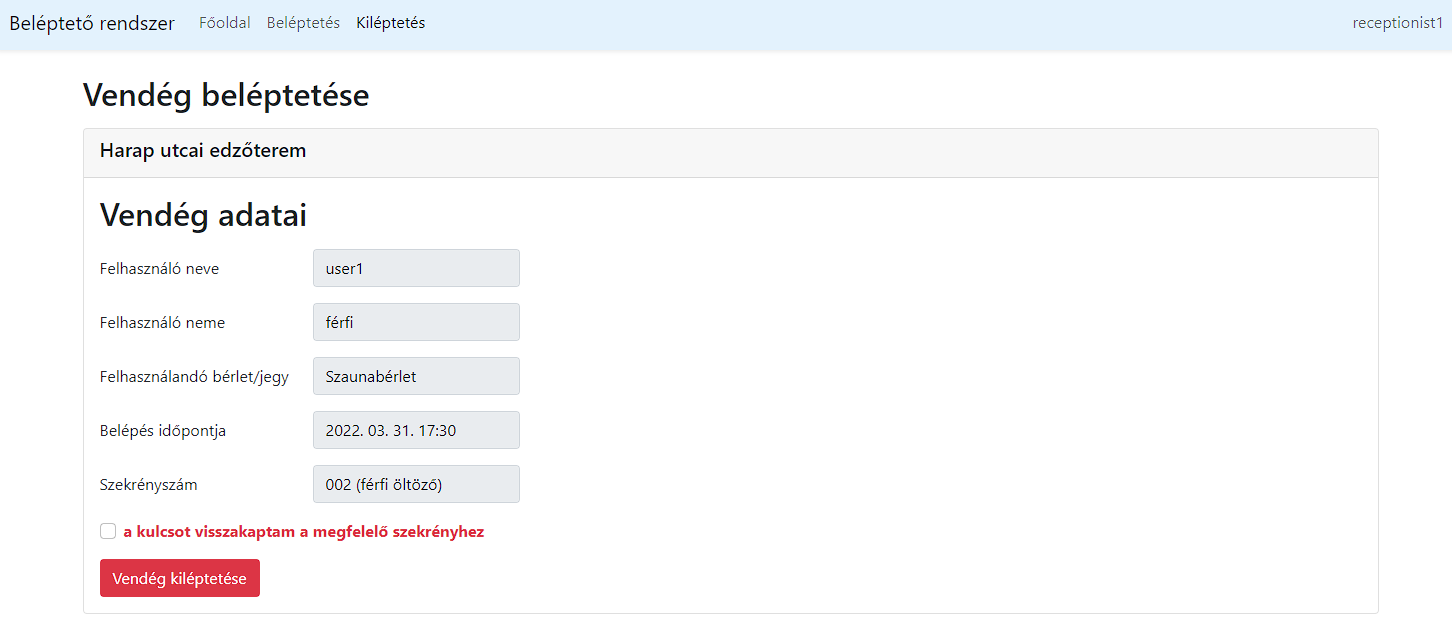 Beléptető rendszer Főoldal Beléptetés Kiléptetés receptionist1
Vendég beléptetése
Harap utcai edzőterem
Vendég adatai
Felhasználó neve user1
Felhasználó neme férfi
Felhasználandó bérlet/jegy Szaunabérlet
Belépés időpontja 2022. 03. 31. 17:30
Szekrényszám 002 (férfi öltöző)
a kulcsot visszakaptam a megfelelő szekrényhez
Vendég kiléptetése